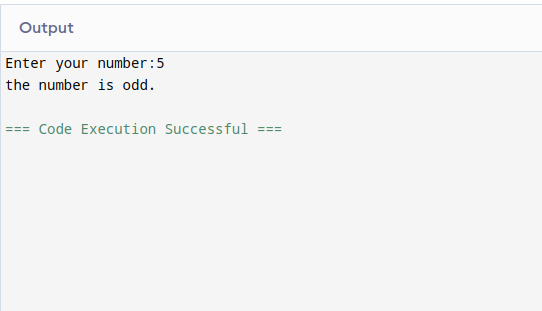 Output
Enter your number:5
the number is odd.
=== Code Execution Successful ===